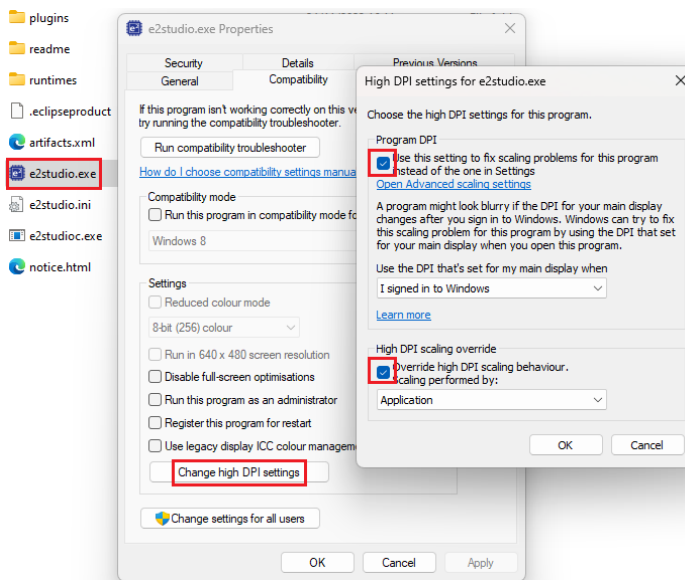 plugins
readme
runtimes
.eclipseproduct
artifacts.xml
e2studio.exe
e2studio.ini
e2studioc.exe
notice.html
e2studio.exe Properties
Security
Details
Previous Versions
General
Compatibility
If this program isn't working correctly on this ve
try running the compatibility troubleshooter.
Run compatibility troubleshooter
How do I choose compatibility settings manua
Compatibility mode
Run this program in compatibility mode fo
Windows 8
Settings
Reduced colour mode
8-bit (256) colour
Run in 640 x 480 screen resolution
Disable full-screen optimisations
Run this program as an administrator
Register this program for restart
Use legacy display ICC colour managem
Change high DPI settings
Change settings for all users
OK
Cancel
Apply
High DPI settings for e2studio.exe
Choose the high DPI settings for this program.
Program DPI
Use this setting to fix scaling problems for this program
instead of the one in Settings
Open Advanced scaling settings
A program might look blurry if the DPI for your main display
changes after you sign in to Windows. Windows can try to fix
this scaling problem for this program by using the DPI that set
for your main display when you open this program.
Use the DPI that's set for my main display when
I signed in to Windows
Learn more
High DPI scaling override
Override high DPI scaling behaviour.
Scaling performed by:
Application
OK
Cancel